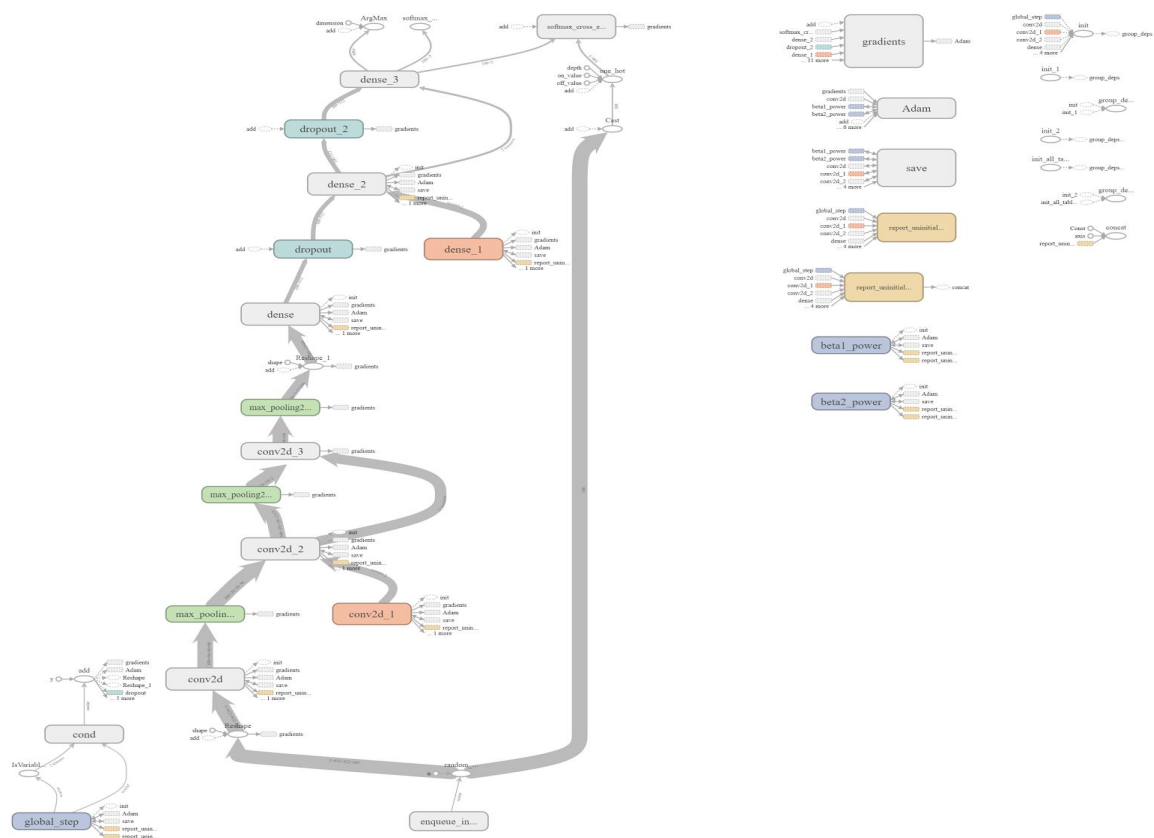 dimension
add
ArgMax
softmax_...
softmax_cross_e...
gradients
add
dense_3
depth
on_value
off_value
add
one_hot
add
Cast
add
dropout_2
gradients
dense_2
init
gradients
Adam
save
report_unin...
... 1 more
add
dropout
gradients
dense_1
init
gradients
Adam
save
report_unin...
... 1 more
dense
init
gradients
Adam
save
report_uninit...
... 1 more
shape
add
Reshape_1
gradients
max_pooling2...
gradients
conv2d_3
gradients
max_pooling2...
gradients
conv2d_2
init
gradients
Adam
save
report_unin...
... 1 more
max_poolin...
gradients
conv2d_1
init
gradients
Adam
save
report_unin...
... 1 more
conv2d
init
gradients
Adam
save
report_unin...
... 1 more
y
add
gradients
Adam
Reshape
Reshape_1
dropout
shape
add
Reshape
gradients
cond
IsVariabl...
random_...
global_step
init
Adam
save
report_unin...
report_unin...
enqueue_in...
add
softmax_cr...
dense_2
dropout_2
dense_1
... 11 more
gradients
Adam
gradients
conv2d
beta1_power
beta2_power
add
... 6 more
Adam
beta1_power
beta2_power
conv2d
conv2d_1
conv2d_2
... 4 more
save
global_step
conv2d
conv2d_1
conv2d_2
dense
... 4 more
report_uninitial...
global_step
conv2d
conv2d_1
conv2d_2
dense
... 4 more
report_uninitial...
concat
beta1_power
init
Adam
save
report_unin...
report_unin...
beta2_power
init
Adam
save
report_unin...
report_unin...
global_step
conv2d
conv2d_1
conv2d_2
dense
... 4 more
init
group_deps
init_1
group_deps
init
init_1
group_de...
init_2
group_deps...
init_all_ta...
group_deps...
init_2
init_all_tabl...
group_de...
Const
axis
report_unin...
concat